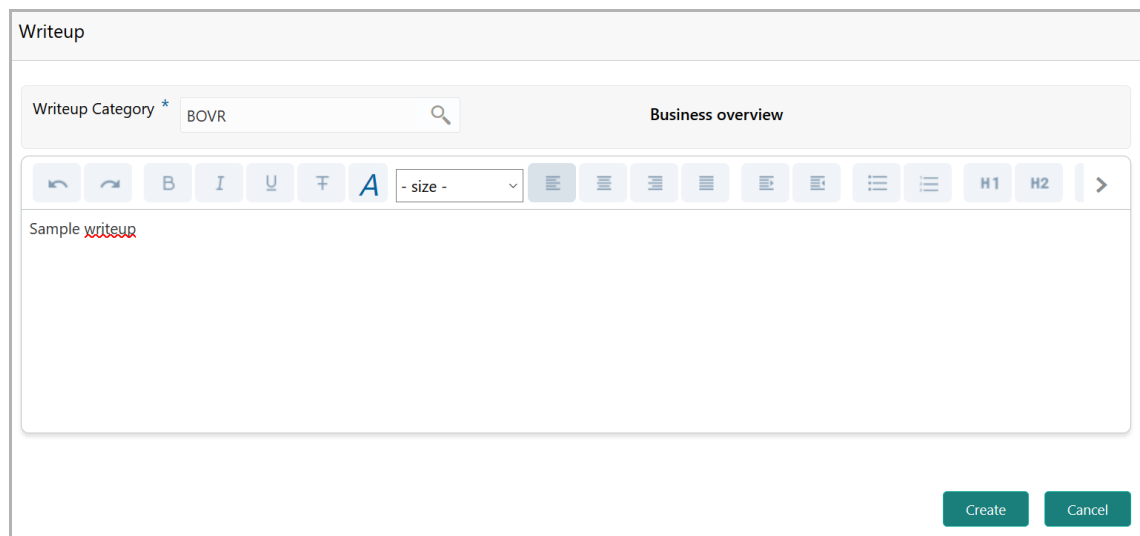 Writeup
Writeup Category *
BOVR
Business overview
B I U T A - size - H1 H2
Sample writeup
Create Cancel